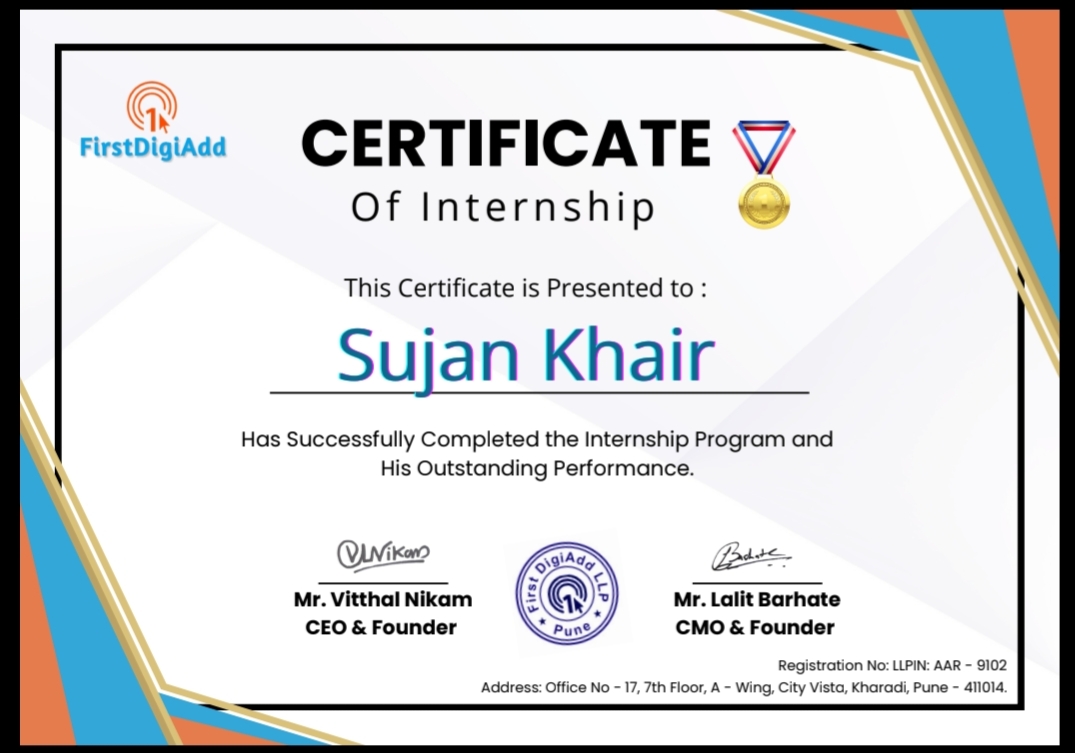 FirstDigiAdd
CERTIFICATE
Of Internship
This Certificate is Presented to :
Sujan Khair
Has Successfully Completed the Internship Program and
His Outstanding Performance.
VLNikam
Barhate
First DigiAdd LLP
Pune
Mr. Vitthal Nikam
CEO & Founder
Mr. Lalit Barhate
CMO & Founder
Registration No: LLPIN: AAR - 9102
Address: Office No - 17, 7th Floor, A - Wing, City Vista, Kharadi, Pune - 411014.